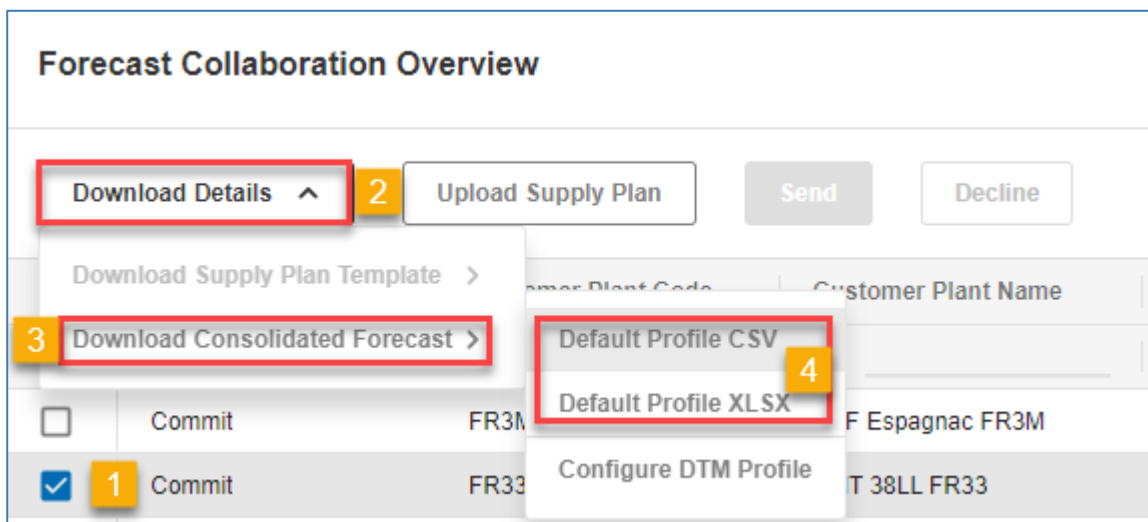 Forecast Collaboration Overview
Download Details 2 Upload Supply Plan Send Decline
Download Supply Plan Template
Plant Code Customer Plant Name
3 Download Consolidated Forecast
Default Profile CSV
4
Default Profile XLSX
Commit FR3M Espagnac FR3M
Configure DTM Profile
1 Commit FR33 38LL FR33